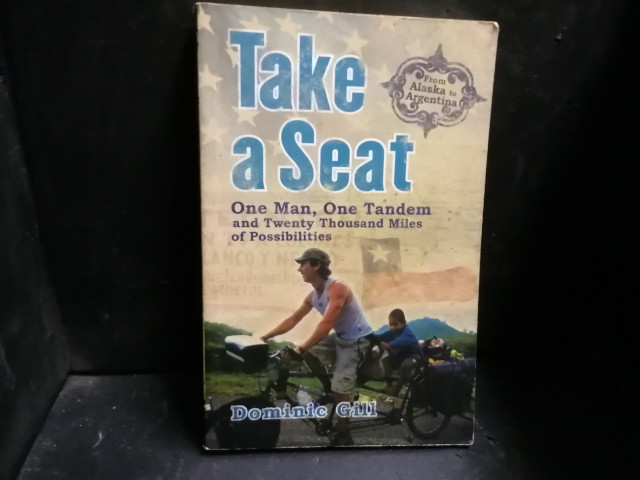 Take
a Seat
From
Alaska to
Argentina
One Man, One Tandem
and Twenty Thousand Miles
of Possibilities
Dominic Gill